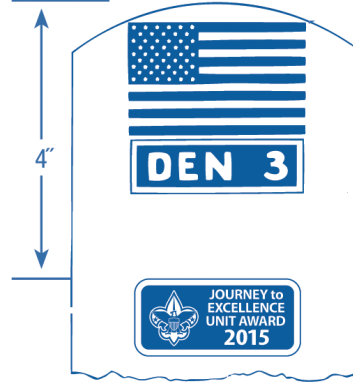 4″
DEN 3
JOURNEY to
EXCELLENCE
UNIT AWARD
2015